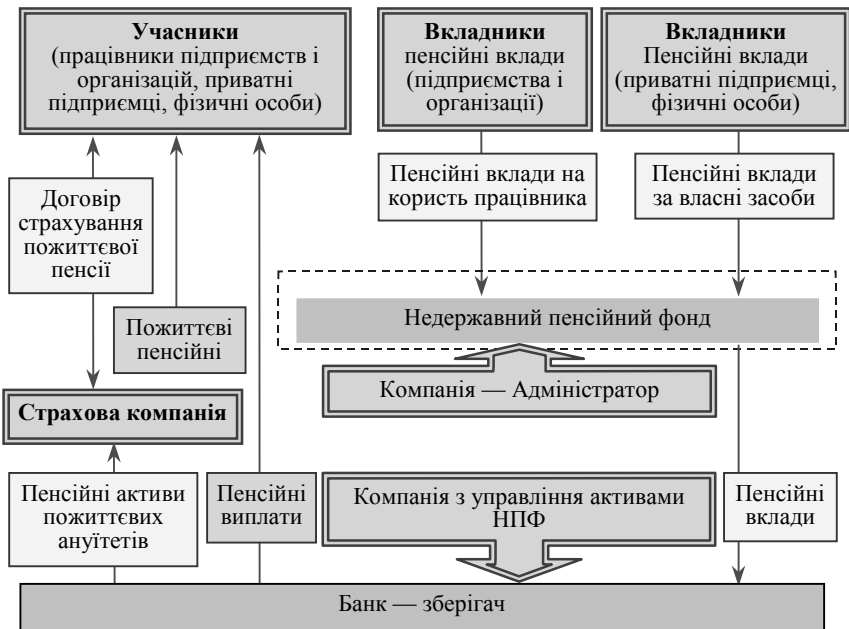 Учасники
(працівники підприємств і
організацій, приватні
підприємці, фізичні особи)
Вкладники
пенсійні вклади
(підприємства і
організації)
Вкладники
Пенсійні вклади
(приватні підприємці,
фізичні особи)
Договір
страхування
пожиттєвої
пенсії
Пенсійні вклади на
користь працівника
Пенсійні вклади
за власні засоби
Недержавний пенсійний фонд
Пожиттєві
пенсійні
Компанія — Адміністратор
Страхова компанія
Пенсійні активи
пожиттєвих
ануїтетів
Пенсійні
виплати
Компанія з управління активами
НПФ
Пенсійні
вклади
Банк — зберігач